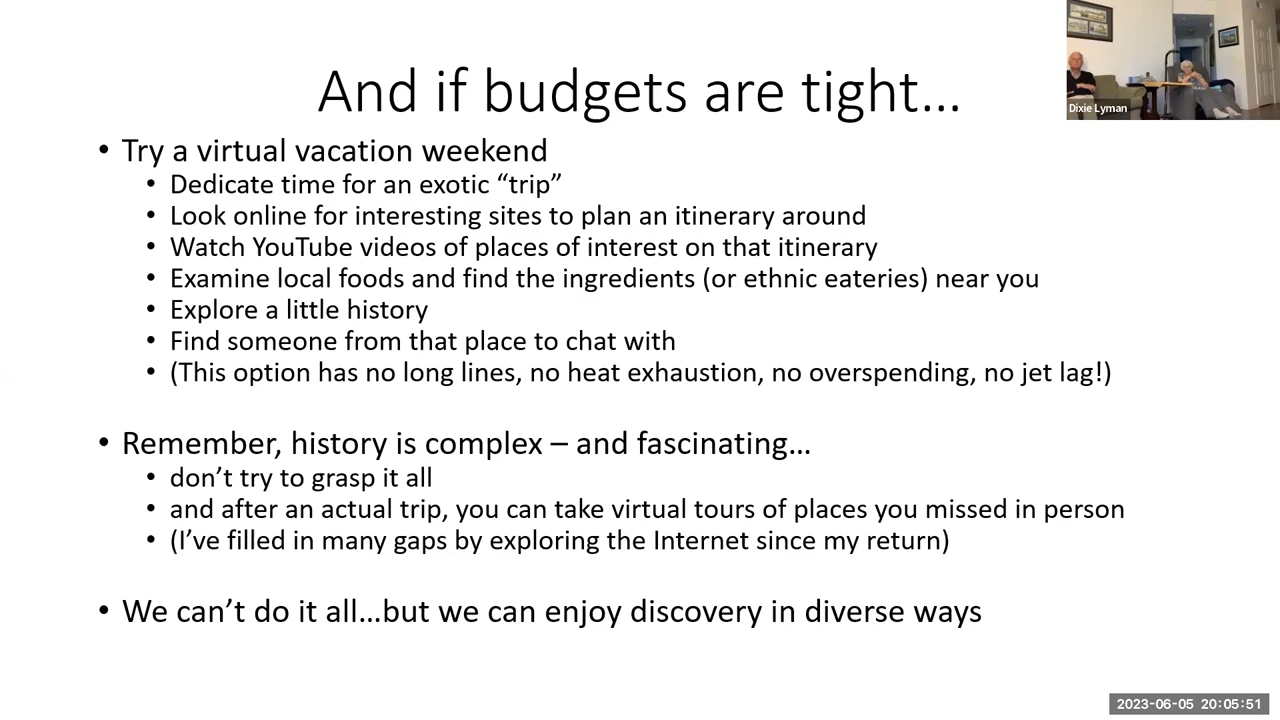 And if budgets are tight…
Dixie Lyman
• Try a virtual vacation weekend
• Dedicate time for an exotic “trip”
• Look online for interesting sites to plan an itinerary around
• Watch YouTube videos of places of interest on that itinerary
• Examine local foods and find the ingredients (or ethnic eateries) near you
• Explore a little history
• Find someone from that place to chat with
• (This option has no long lines, no heat exhaustion, no overspending, no jet lag!)
• Remember, history is complex – and fascinating…
• don’t try to grasp it all
• and after an actual trip, you can take virtual tours of places you missed in person
• (I’ve filled in many gaps by exploring the Internet since my return)
• We can’t do it all…but we can enjoy discovery in diverse ways
2023-06-05 20:05:51